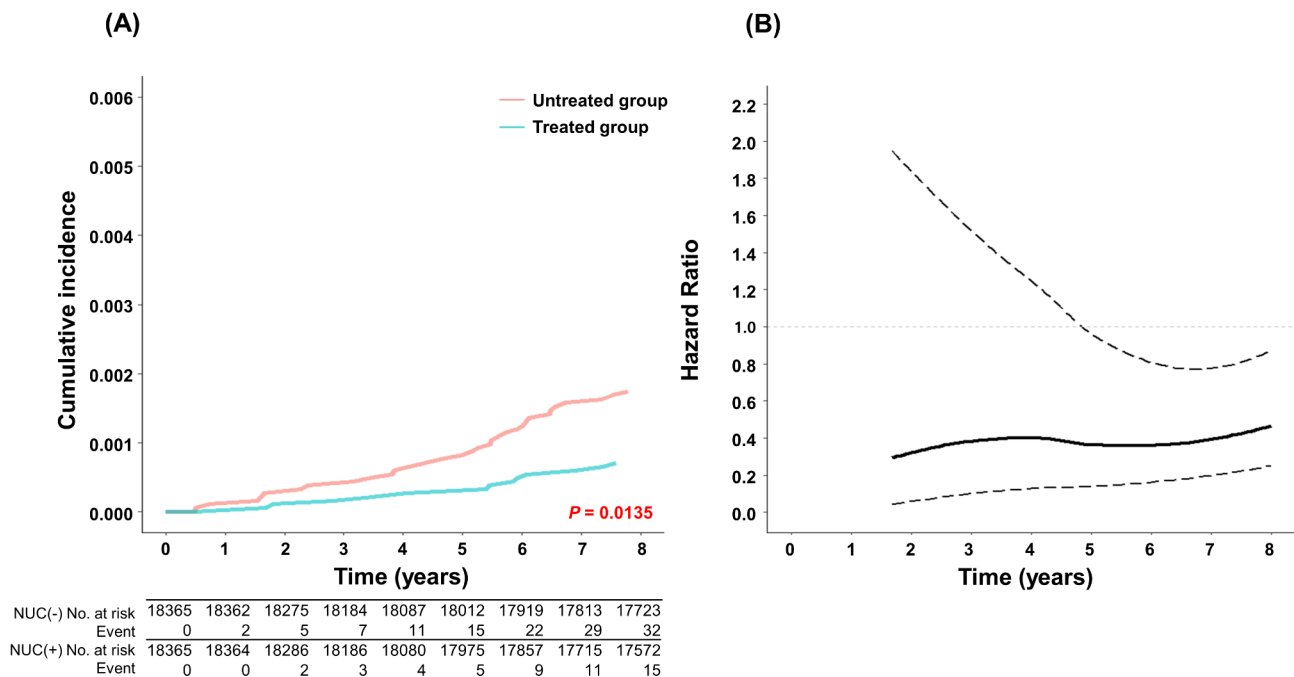 (A)
(B)
Untreated group
Treated group
Cumulative incidence
0.006
0.005
0.004
0.003
0.002
0.001
0.000
P = 0.0135
0 1 2 3 4 5 6 7 8
Time (years)
Hazard Ratio
2.2
2.0
1.8
1.6
1.4
1.2
1.0
0.8
0.6
0.4
0.2
0.0
0 1 2 3 4 5 6 7 8
Time (years)
NUC(-) No. at risk 18365 18362 18275 18184 18087 18012 17919 17813 17723
Event 0 2 5 7 11 15 22 29 32
NUC(+) No. at risk 18365 18364 18286 18186 18080 17975 17857 17715 17572
Event 0 0 2 3 4 5 9 11 15